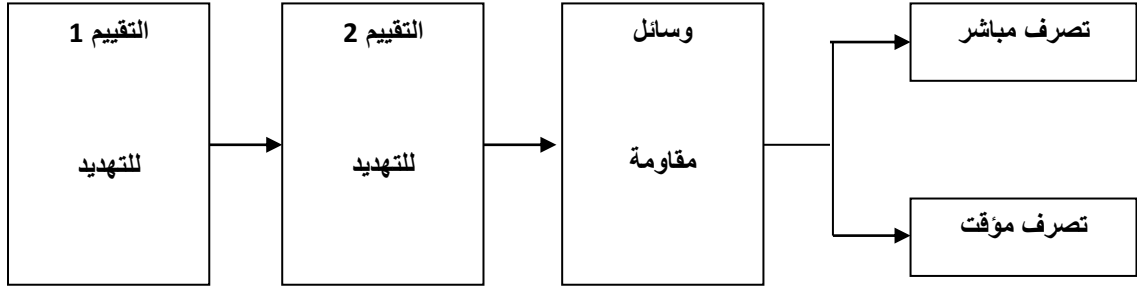 التقييم 1
للتهديد
التقييم 2
للتهديد
وسائل
مقاومة
تصرف مباشر
تصرف مؤقت